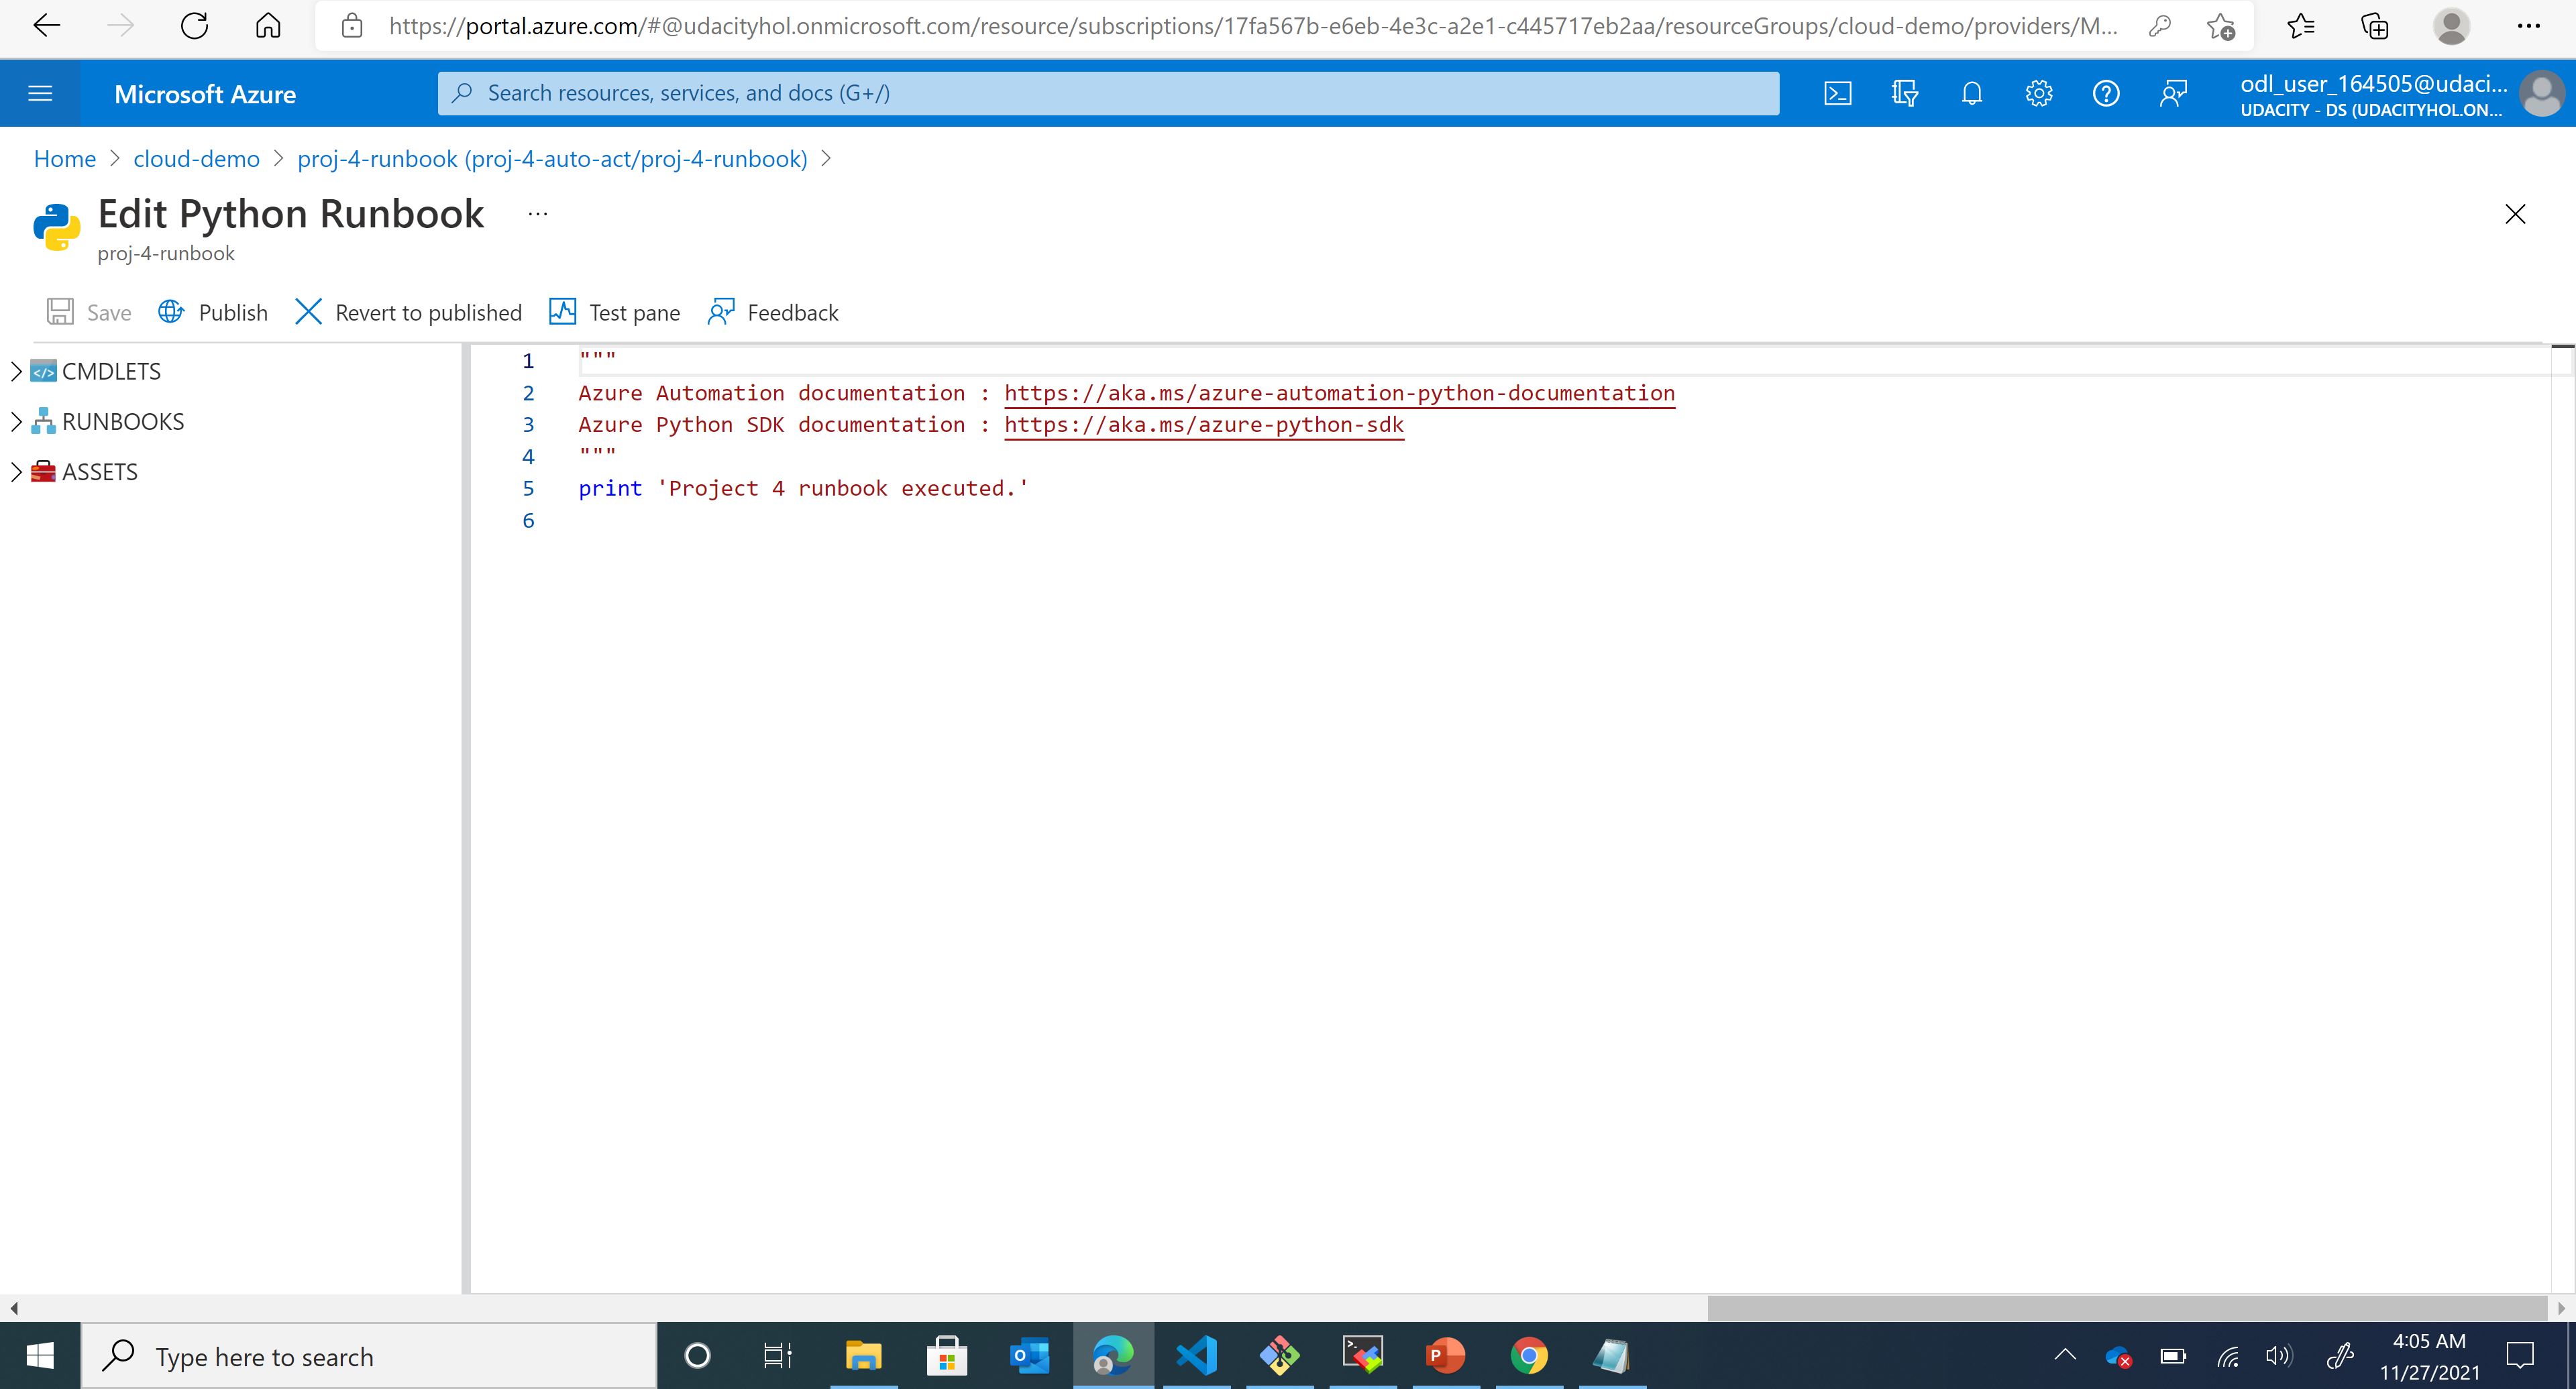 https://portal.azure.com/#@udacityhol.onmicrosoft.com/resource/subscriptions/17fa567b-e6eb-4e3c-a2e1-c445717eb2aa/resourceGroups/cloud-demo/providers/M...
Microsoft Azure
Search resources, services, and docs (G+/)
odl_user_164505@udaci...
UDACITY - DS (UDACITYHOL.ON...
Home > cloud-demo > proj-4-runbook (proj-4-auto-act/proj-4-runbook) >
Edit Python Runbook ...
proj-4-runbook
Save Publish Revert to published Test pane Feedback
CMDLETS
RUNBOOKS
ASSETS
1 """
2 Azure Automation documentation : https://aka.ms/azure-automation-python-documentation
3 Azure Python SDK documentation : https://aka.ms/azure-python-sdk
4 """
5 print 'Project 4 runbook executed.'
6
Type here to search
4:05 AM
11/27/2021